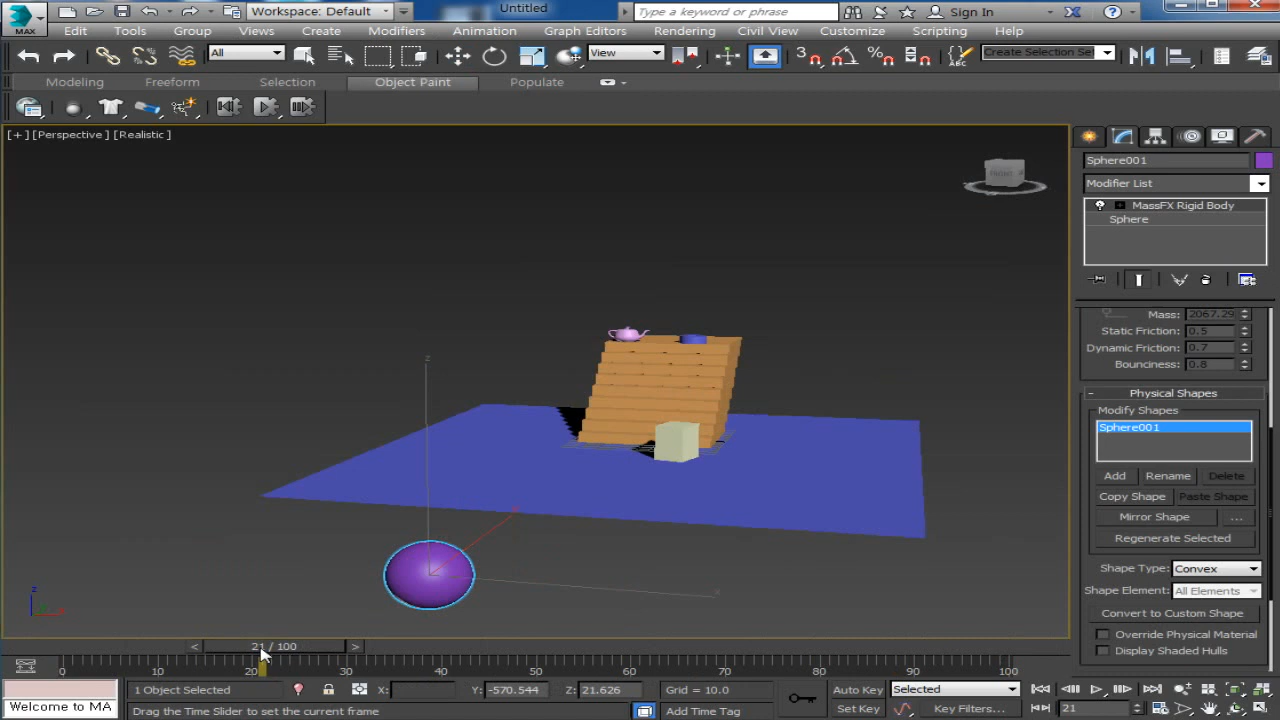 Untitled
MAX
Workspace: Default
Type a keyword or phrase
Sign In
Edit Tools Group Views Create Modifiers Animation Graph Editors Rendering Civil View Customize Scripting Help
All
View
3
Create Selection Se
ABC
Modeling Freeform Selection Object Paint Populate
[+] [Perspective] [Realistic]
FRONT
Sphere001
Modifier List
MassFX Rigid Body
Sphere
Mass: 2067.29
Static Friction: 0.5
Dynamic Friction: 0.7
Bounciness: 0.8
- Physical Shapes
Modify Shapes
Sphere001
Add Rename Delete
Copy Shape Paste Shape
Mirror Shape ...
Regenerate Selected
Shape Type: Convex
Shape Element: All Elements
Convert to Custom Shape
Override Physical Material
Display Shaded Hulls
z
x
z
< 21 / 100 >
0 10 20 30 40 50 60 70 80 90 100
1 Object Selected
X: Y: -570.544 Z: 21.626
Grid = 10.0
Auto Key Selected
Welcome to MA
Drag the Time Slider to set the current frame
Add Time Tag
Set Key Key Filters...
21